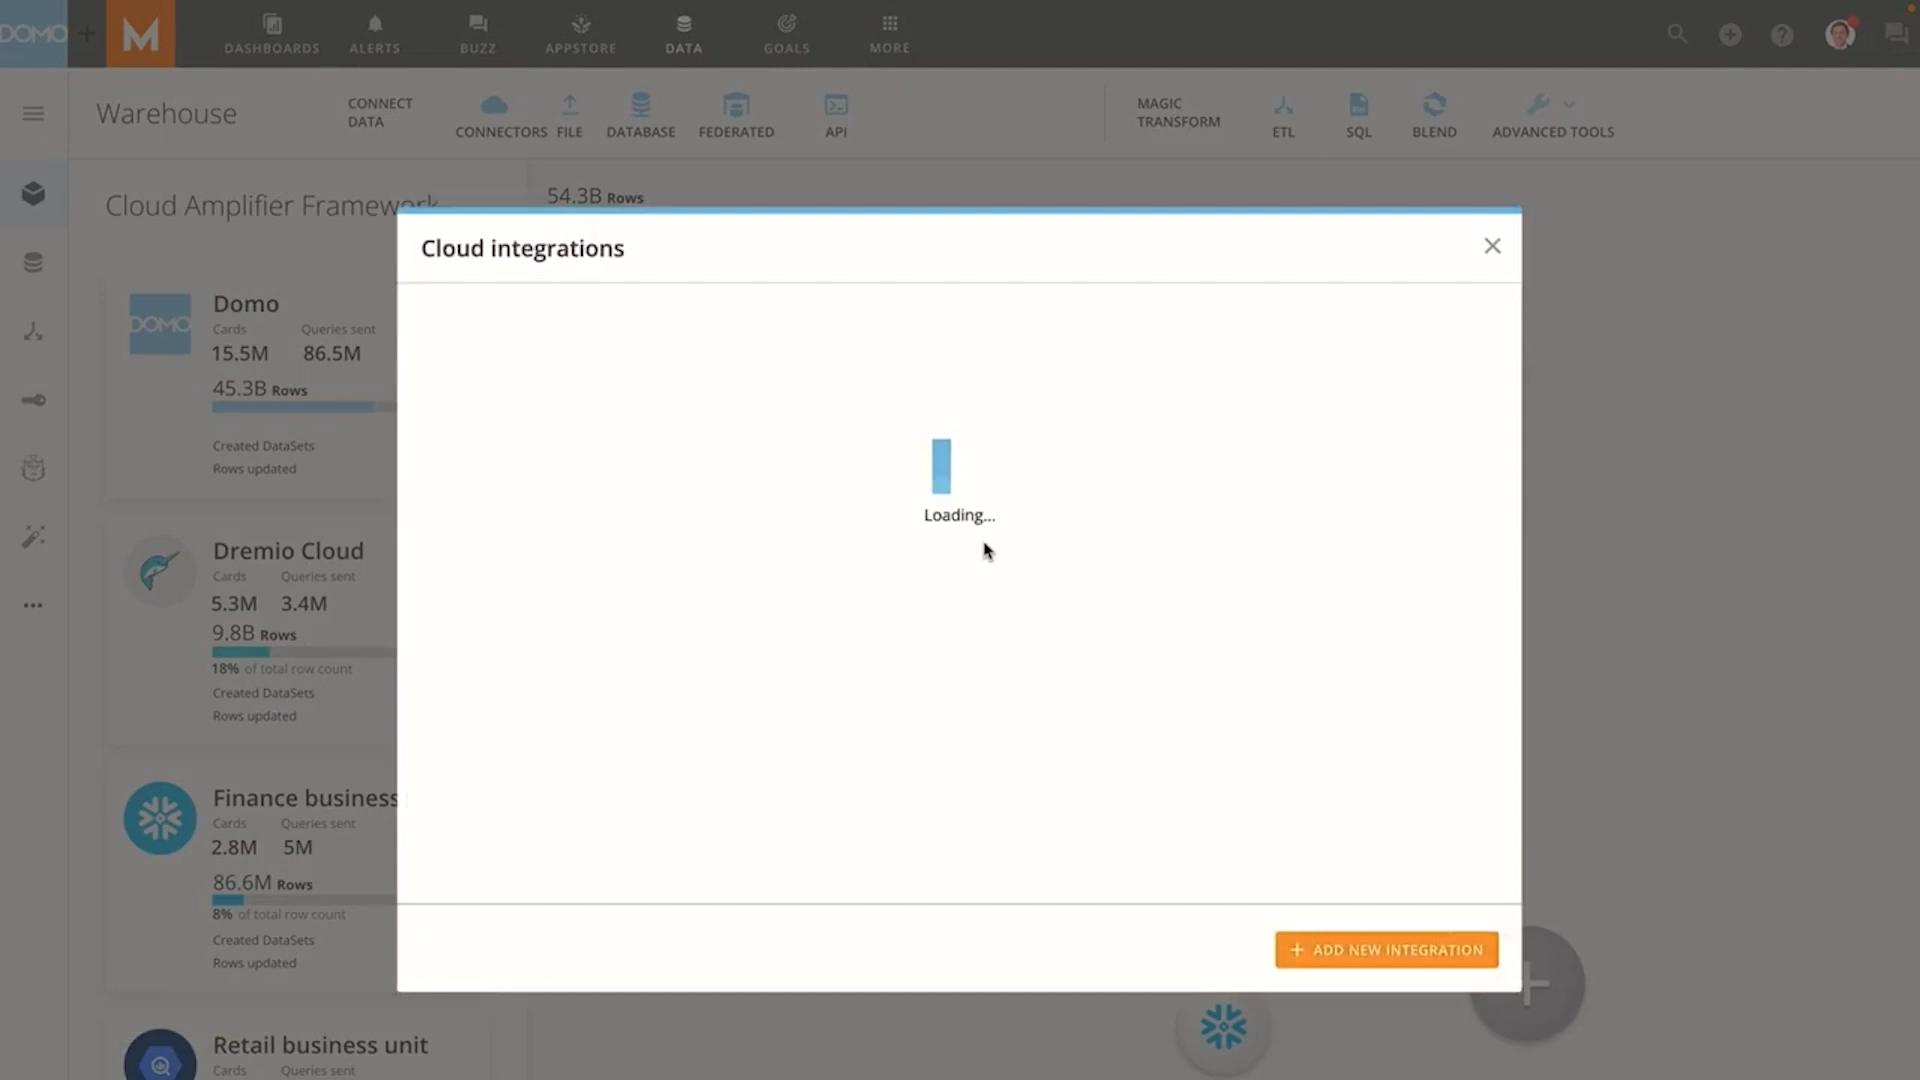 DOMO
M
DASHBOARDS
ALERTS
BUZZ
APPSTORE
DATA
GOALS
MORE
Warehouse
CONNECT
DATA
CONNECTORS
FILE
DATABASE
FEDERATED
API
MAGIC
TRANSFORM
ETL
SQL
BLEND
ADVANCED TOOLS
Cloud Amplifier Framework
54.3B Rows
Cloud integrations
DOMO
Domo
Cards
Queries sent
15.5M
86.5M
45.3B Rows
Created DataSets
Rows updated
Loading...
Dremio Cloud
Cards
Queries sent
5.3M
3.4M
9.8B Rows
18% of total row count
Created DataSets
Rows updated
Finance business
Cards
Queries sent
2.8M
5M
86.6M Rows
8% of total row count
Created DataSets
Rows updated
+ ADD NEW INTEGRATION
Retail business unit
Cards
Queries sent